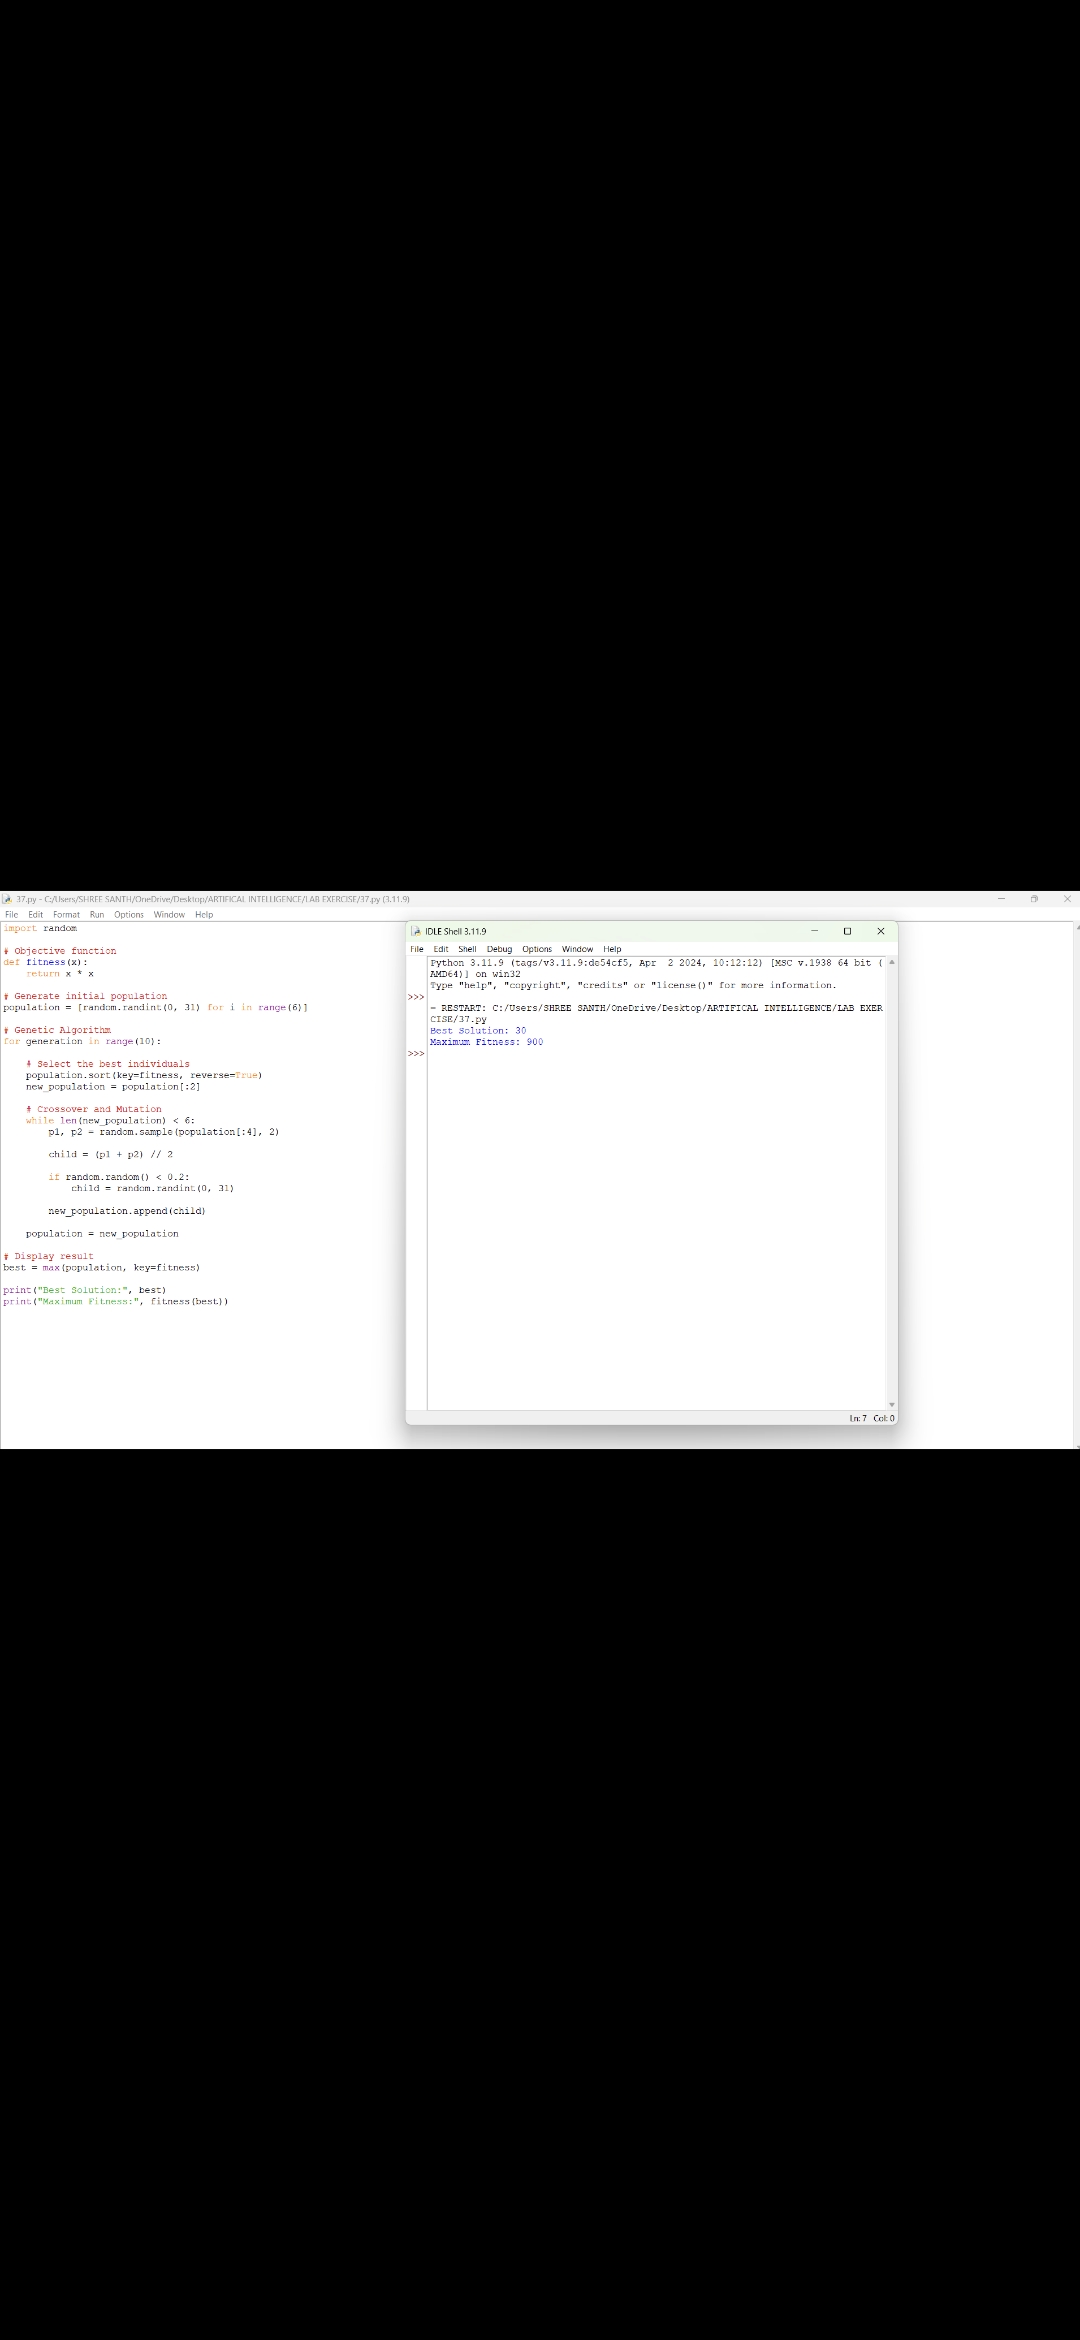 37.py - C:/Users/SHREE SANTH/OneDrive/Desktop/ARTIFICAL INTELLIGENCE/LAB EXERCISE/37.py (3.11.9)
File Edit Format Run Options Window Help
import random
# Objective function
def fitness(x):
    return x * x
# Generate initial population
population = [random.randint(0, 31) for i in range(6)]
# Genetic Algorithm
for generation in range(10):
    # Select the best individuals
    population.sort(key=fitness, reverse=True)
    new_population = population[:2]
    # Crossover and Mutation
    while len(new_population) < 6:
        p1, p2 = random.sample(population[:4], 2)
        child = (p1 + p2) // 2
        if random.random() < 0.2:
            child = random.randint(0, 31)
        new_population.append(child)
    population = new_population
# Display result
best = max(population, key=fitness)
print("Best Solution:", best)
print("Maximum Fitness:", fitness(best))
IDLE Shell 3.11.9
File Edit Shell Debug Options Window Help
Python 3.11.9 (tags/v3.11.9:de54cf5, Apr  2 2024, 10:12:12) [MSC v.1938 64 bit (
AMD64)] on win32
Type "help", "copyright", "credits" or "license()" for more information.
>>>
= RESTART: C:/Users/SHREE SANTH/OneDrive/Desktop/ARTIFICAL INTELLIGENCE/LAB EXER
CISE/37.py
Best Solution: 30
Maximum Fitness: 900
>>>
Ln: 7 Col: 0